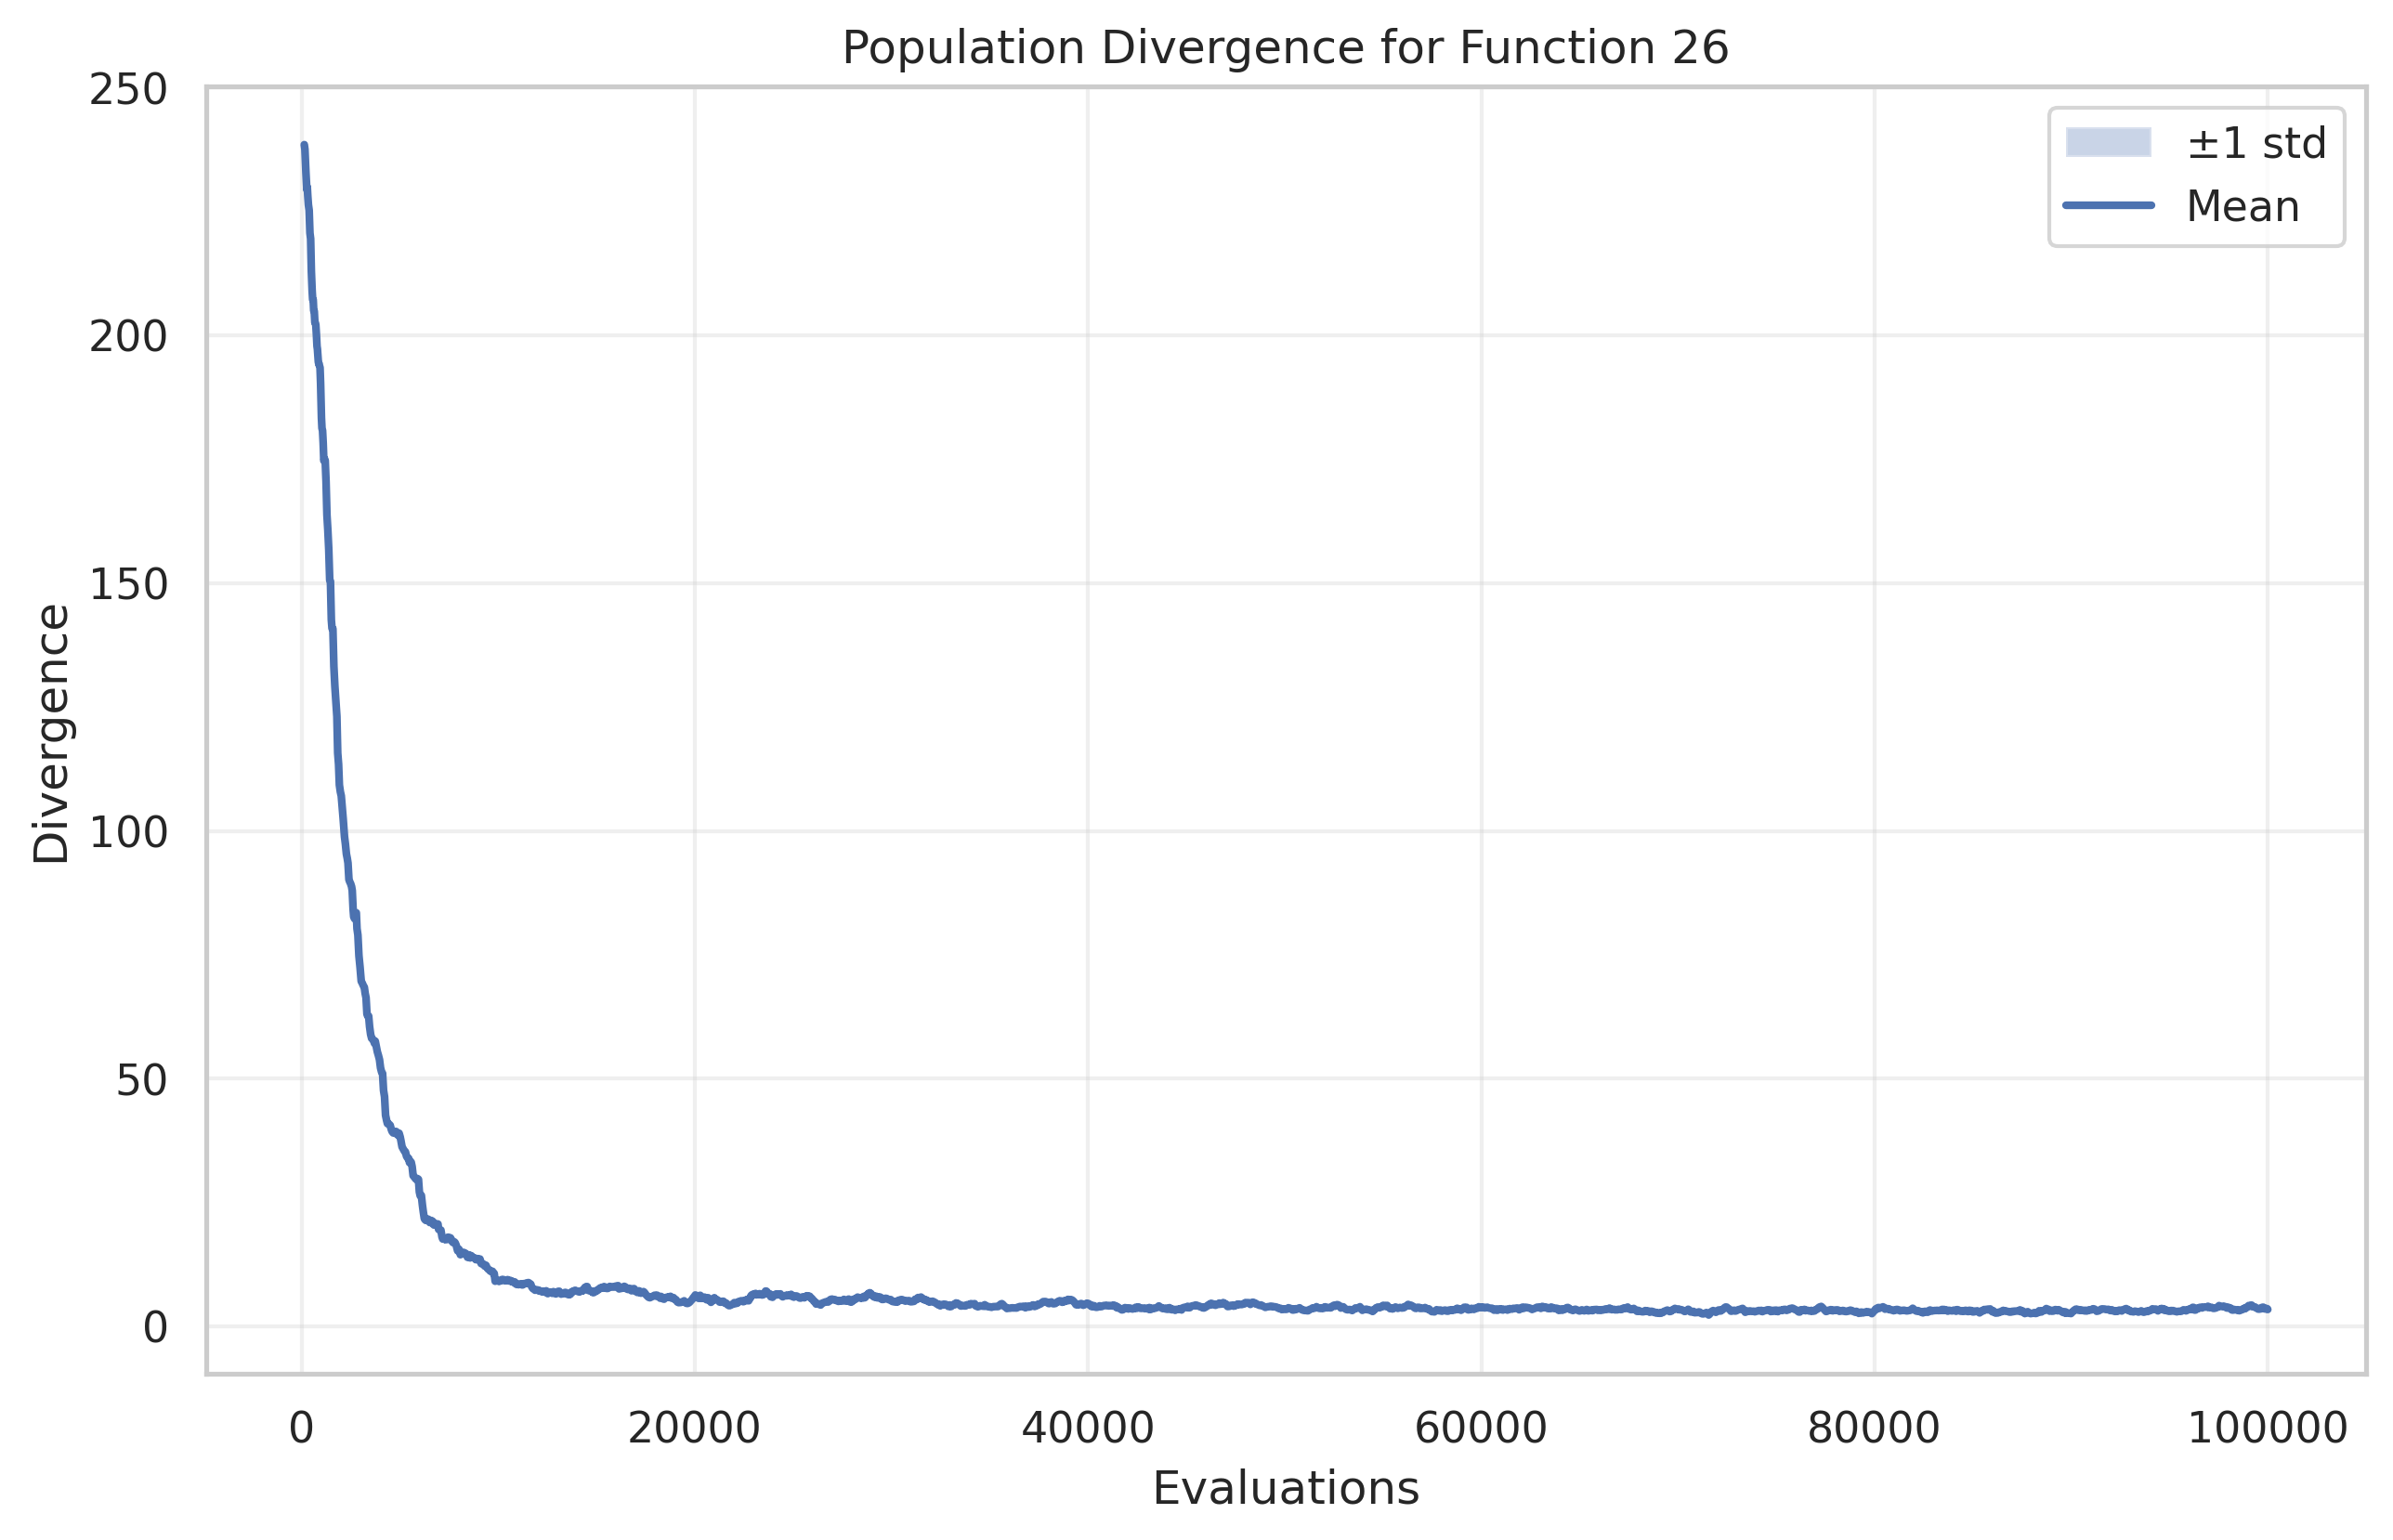 Population Divergence for Function 26
250
200
150
100
50
0
Divergence
±1 std
Mean
0 20000 40000 60000 80000 100000
Evaluations